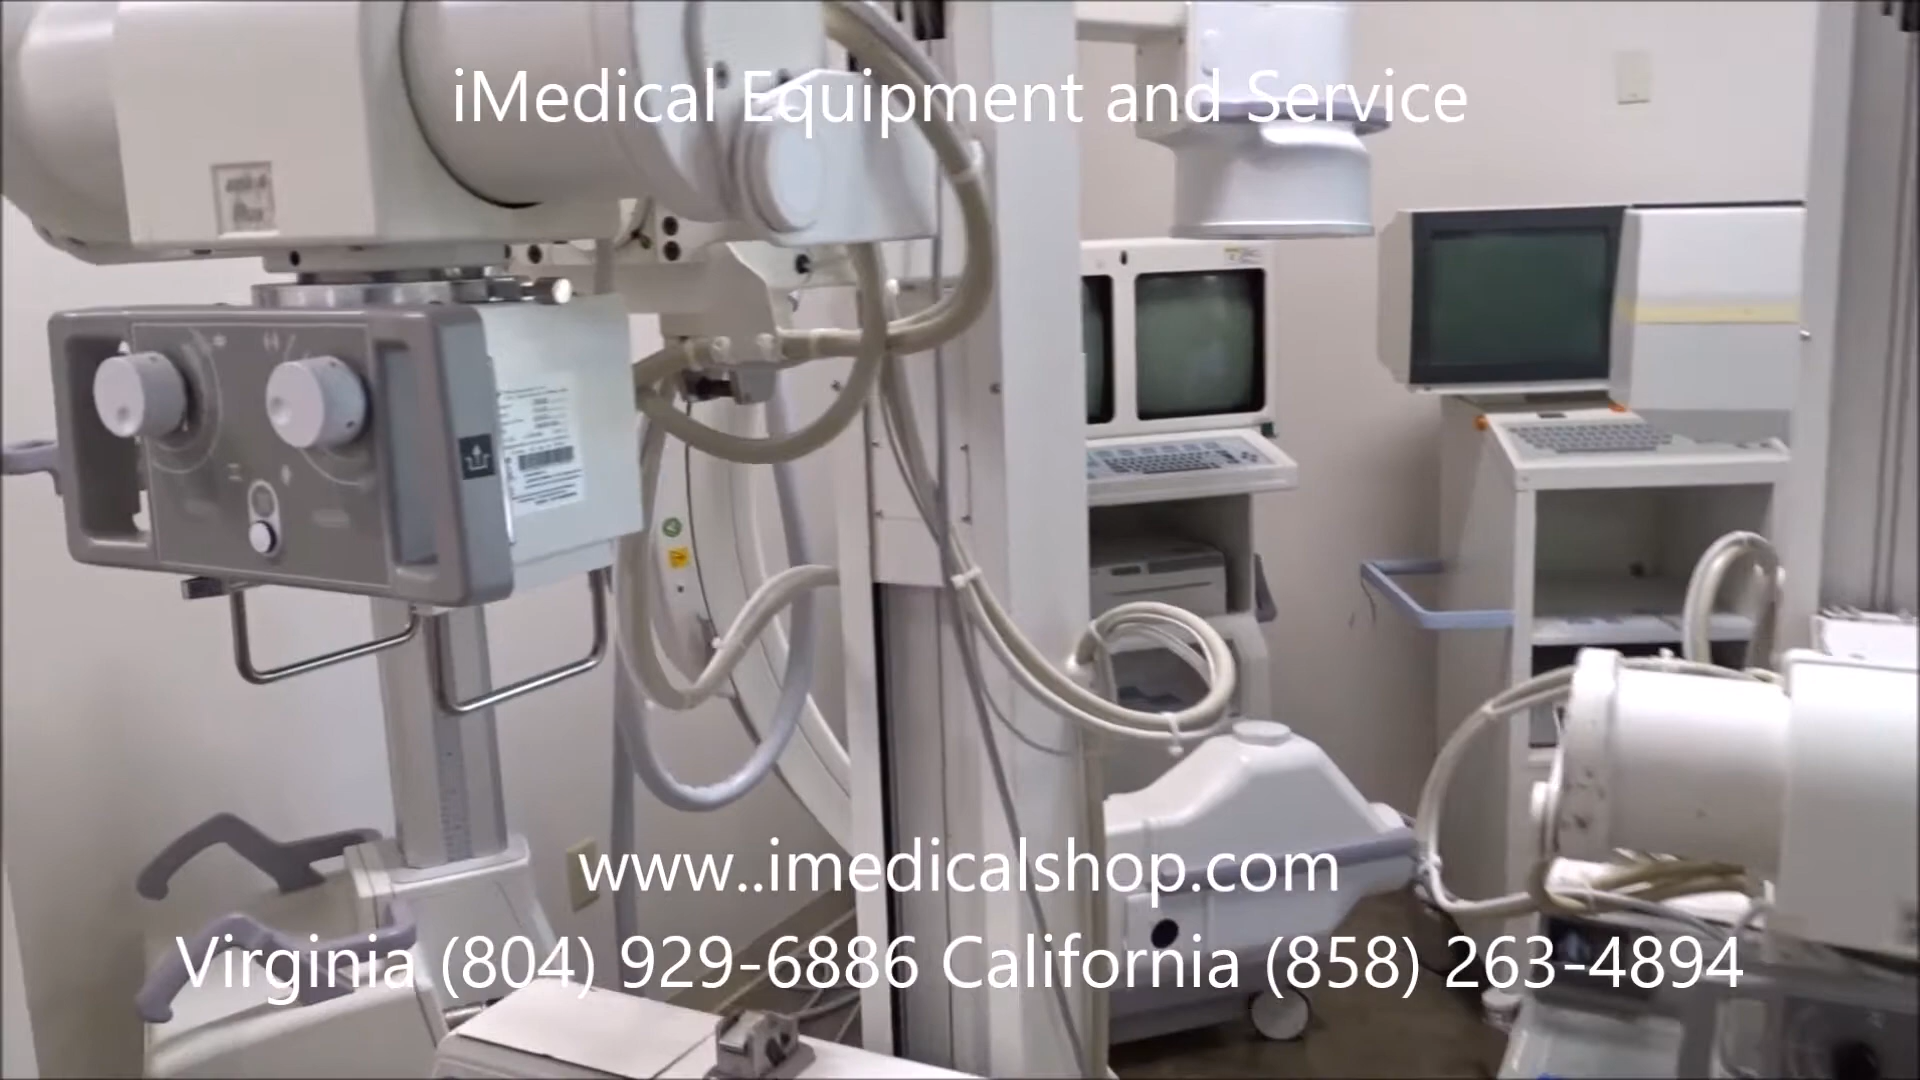 iMedical Equipment and Service
www..imedicalshop.com
Virginia (804) 929-6886 California (858) 263-4894